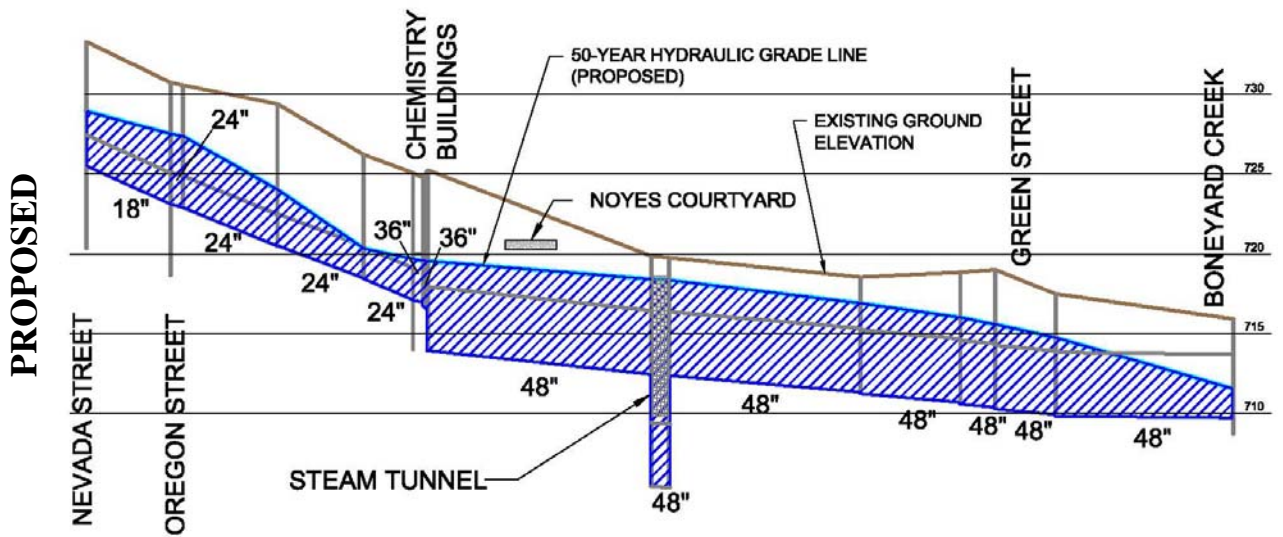 PROPOSED
CHEMISTRY
BUILDINGS
50-YEAR HYDRAULIC GRADE LINE
(PROPOSED)
730
24"
EXISTING GROUND
ELEVATION
GREEN STREET
BONEYARD CREEK
725
NOYES COURTYARD
18"
24"
36"
36"
720
24"
24"
715
NEVADA STREET
OREGON STREET
48"
48"
48"
48"
48"
48"
710
STEAM TUNNEL
48"